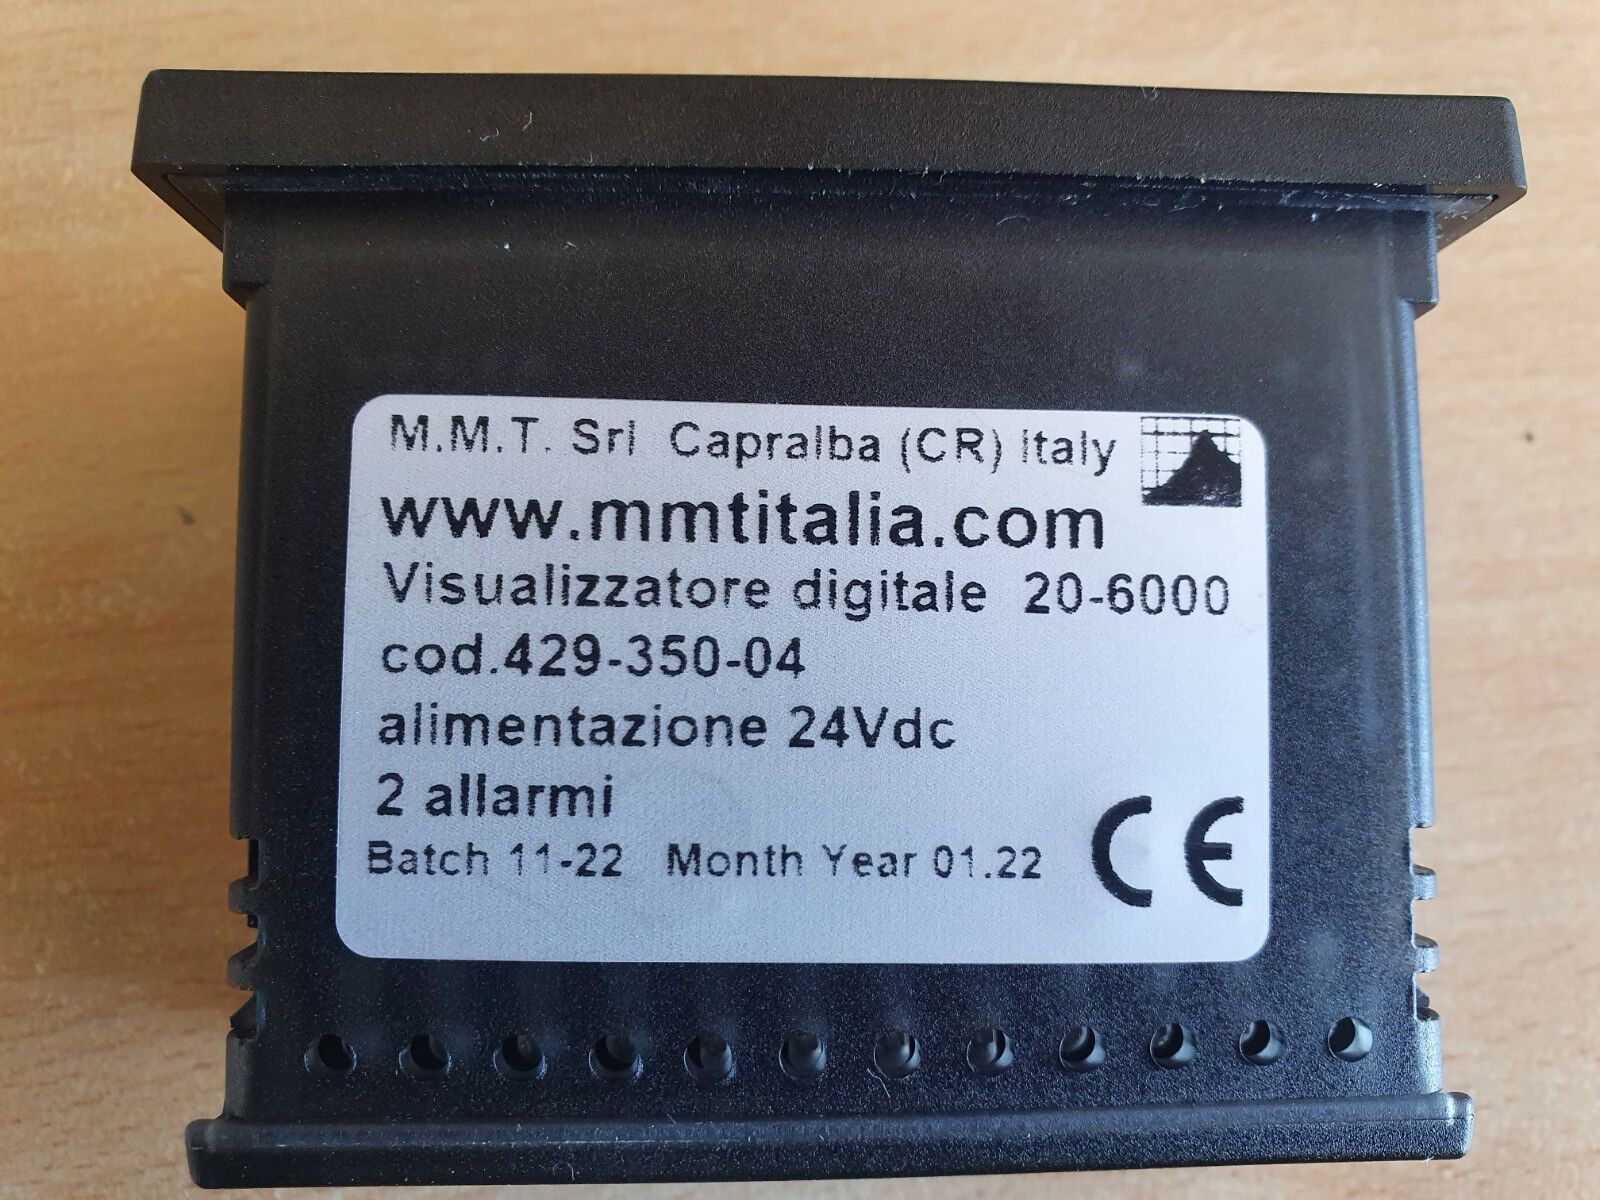 M.M.T. Srl Capralba (CR) Italy
www.mmtitalia.com
Visualizzatore digitale 20-6000
cod.429-350-04
alimentazione 24Vdc
2 allarmi
Batch 11-22 Month Year 01.22 CE